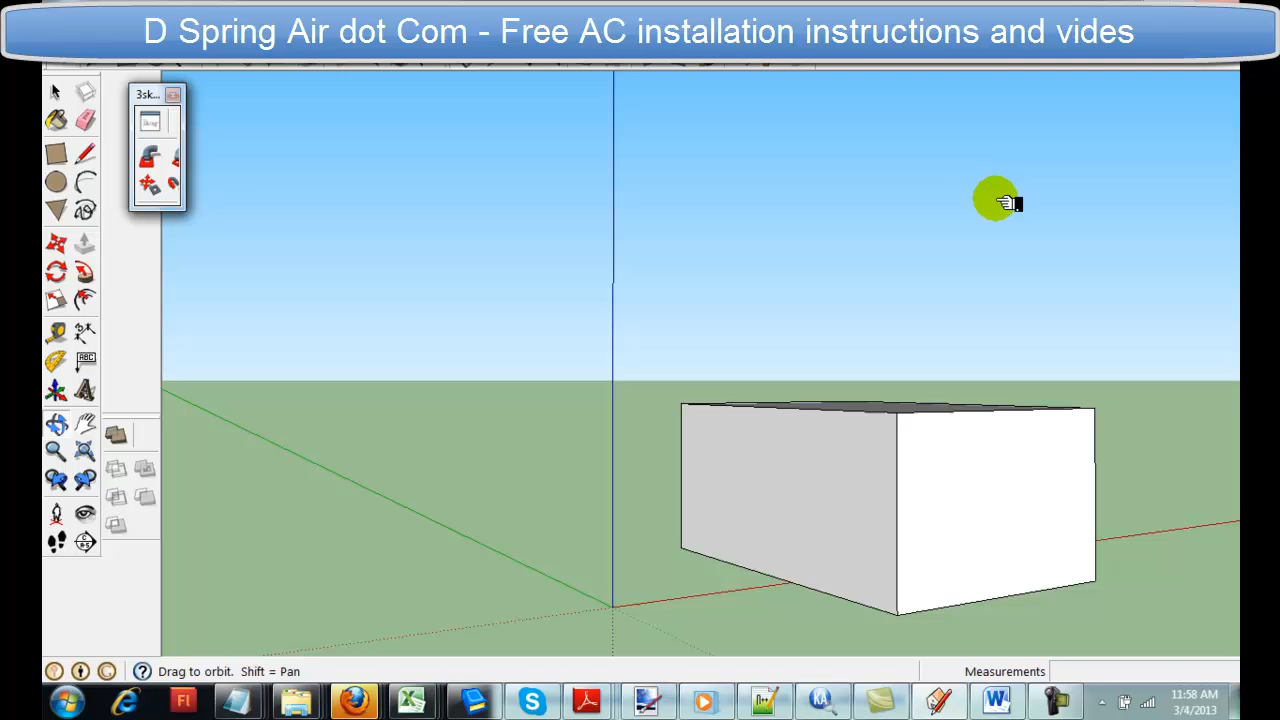 D Spring Air dot Com - Free AC installation instructions and vides
3sk...
ABC
Drag to orbit. Shift = Pan
Measurements
11:58 AM
3/4/2013